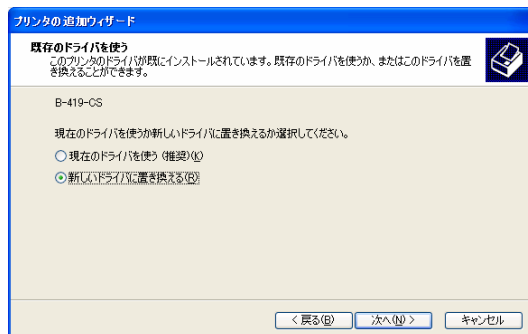 プリンタの追加ウィザード
既存のドライバを使う
このプリンタのドライバが既にインストールされています。既存のドライバを使うか、またはこのドライバを置
き換えることができます。
B-419-CS
現在のドライバを使うか新しいドライバに置き換えるか選択してください。
現在のドライバを使う (推奨)(K)
新しいドライバに置き換える(R)
< 戻る(B) 次へ(N) > キャンセル